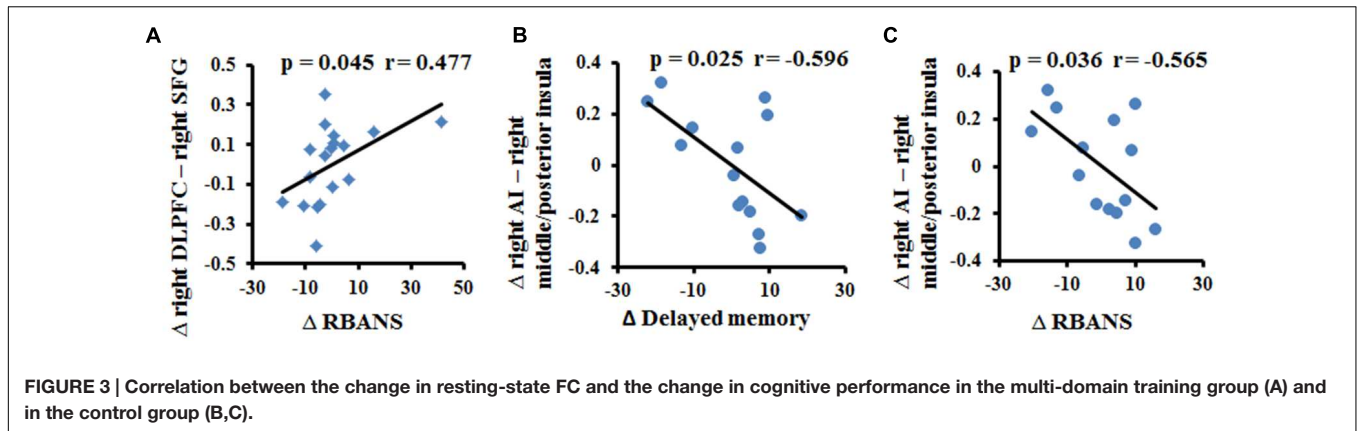 A
p = 0.045 r= 0.477
Δ right DLPFC – right SFG
0.5
0.3
0.1
-0.1
-0.3
-0.5
-30 -10 10 30 50
Δ RBANS
B
p = 0.025 r= -0.596
Δ right AI – right
middle/posterior insula
0.4
0.2
0
-0.2
-0.4
-30 -10 10 30
Δ Delayed memory
C
p = 0.036 r= -0.565
Δ right AI – right
middle/posterior insula
0.4
0.2
0
-0.2
-0.4
-30 -10 10 30
Δ RBANS
FIGURE 3 | Correlation between the change in resting-state FC and the change in cognitive performance in the multi-domain training group (A) and
in the control group (B,C).